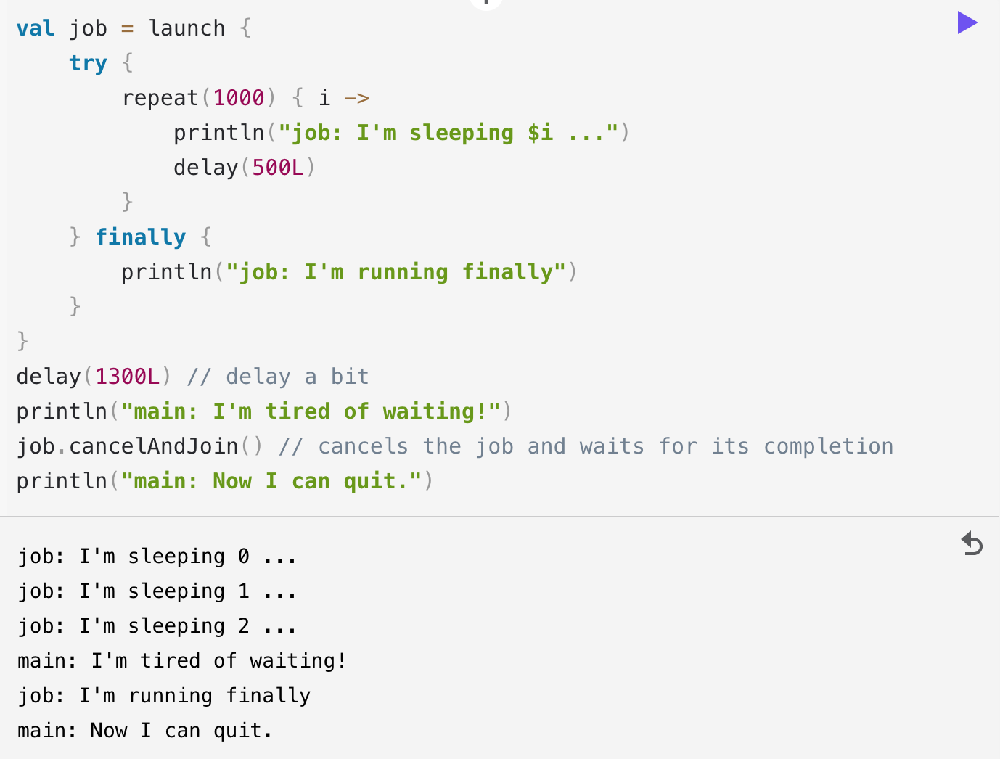 val job = launch {
    try {
        repeat(1000) { i ->
            println("job: I'm sleeping $i ...")
            delay(500L)
        }
    } finally {
        println("job: I'm running finally")
    }
}
delay(1300L) // delay a bit
println("main: I'm tired of waiting!")
job.cancelAndJoin() // cancels the job and waits for its completion
println("main: Now I can quit.")
job: I'm sleeping 0 ...
job: I'm sleeping 1 ...
job: I'm sleeping 2 ...
main: I'm tired of waiting!
job: I'm running finally
main: Now I can quit.